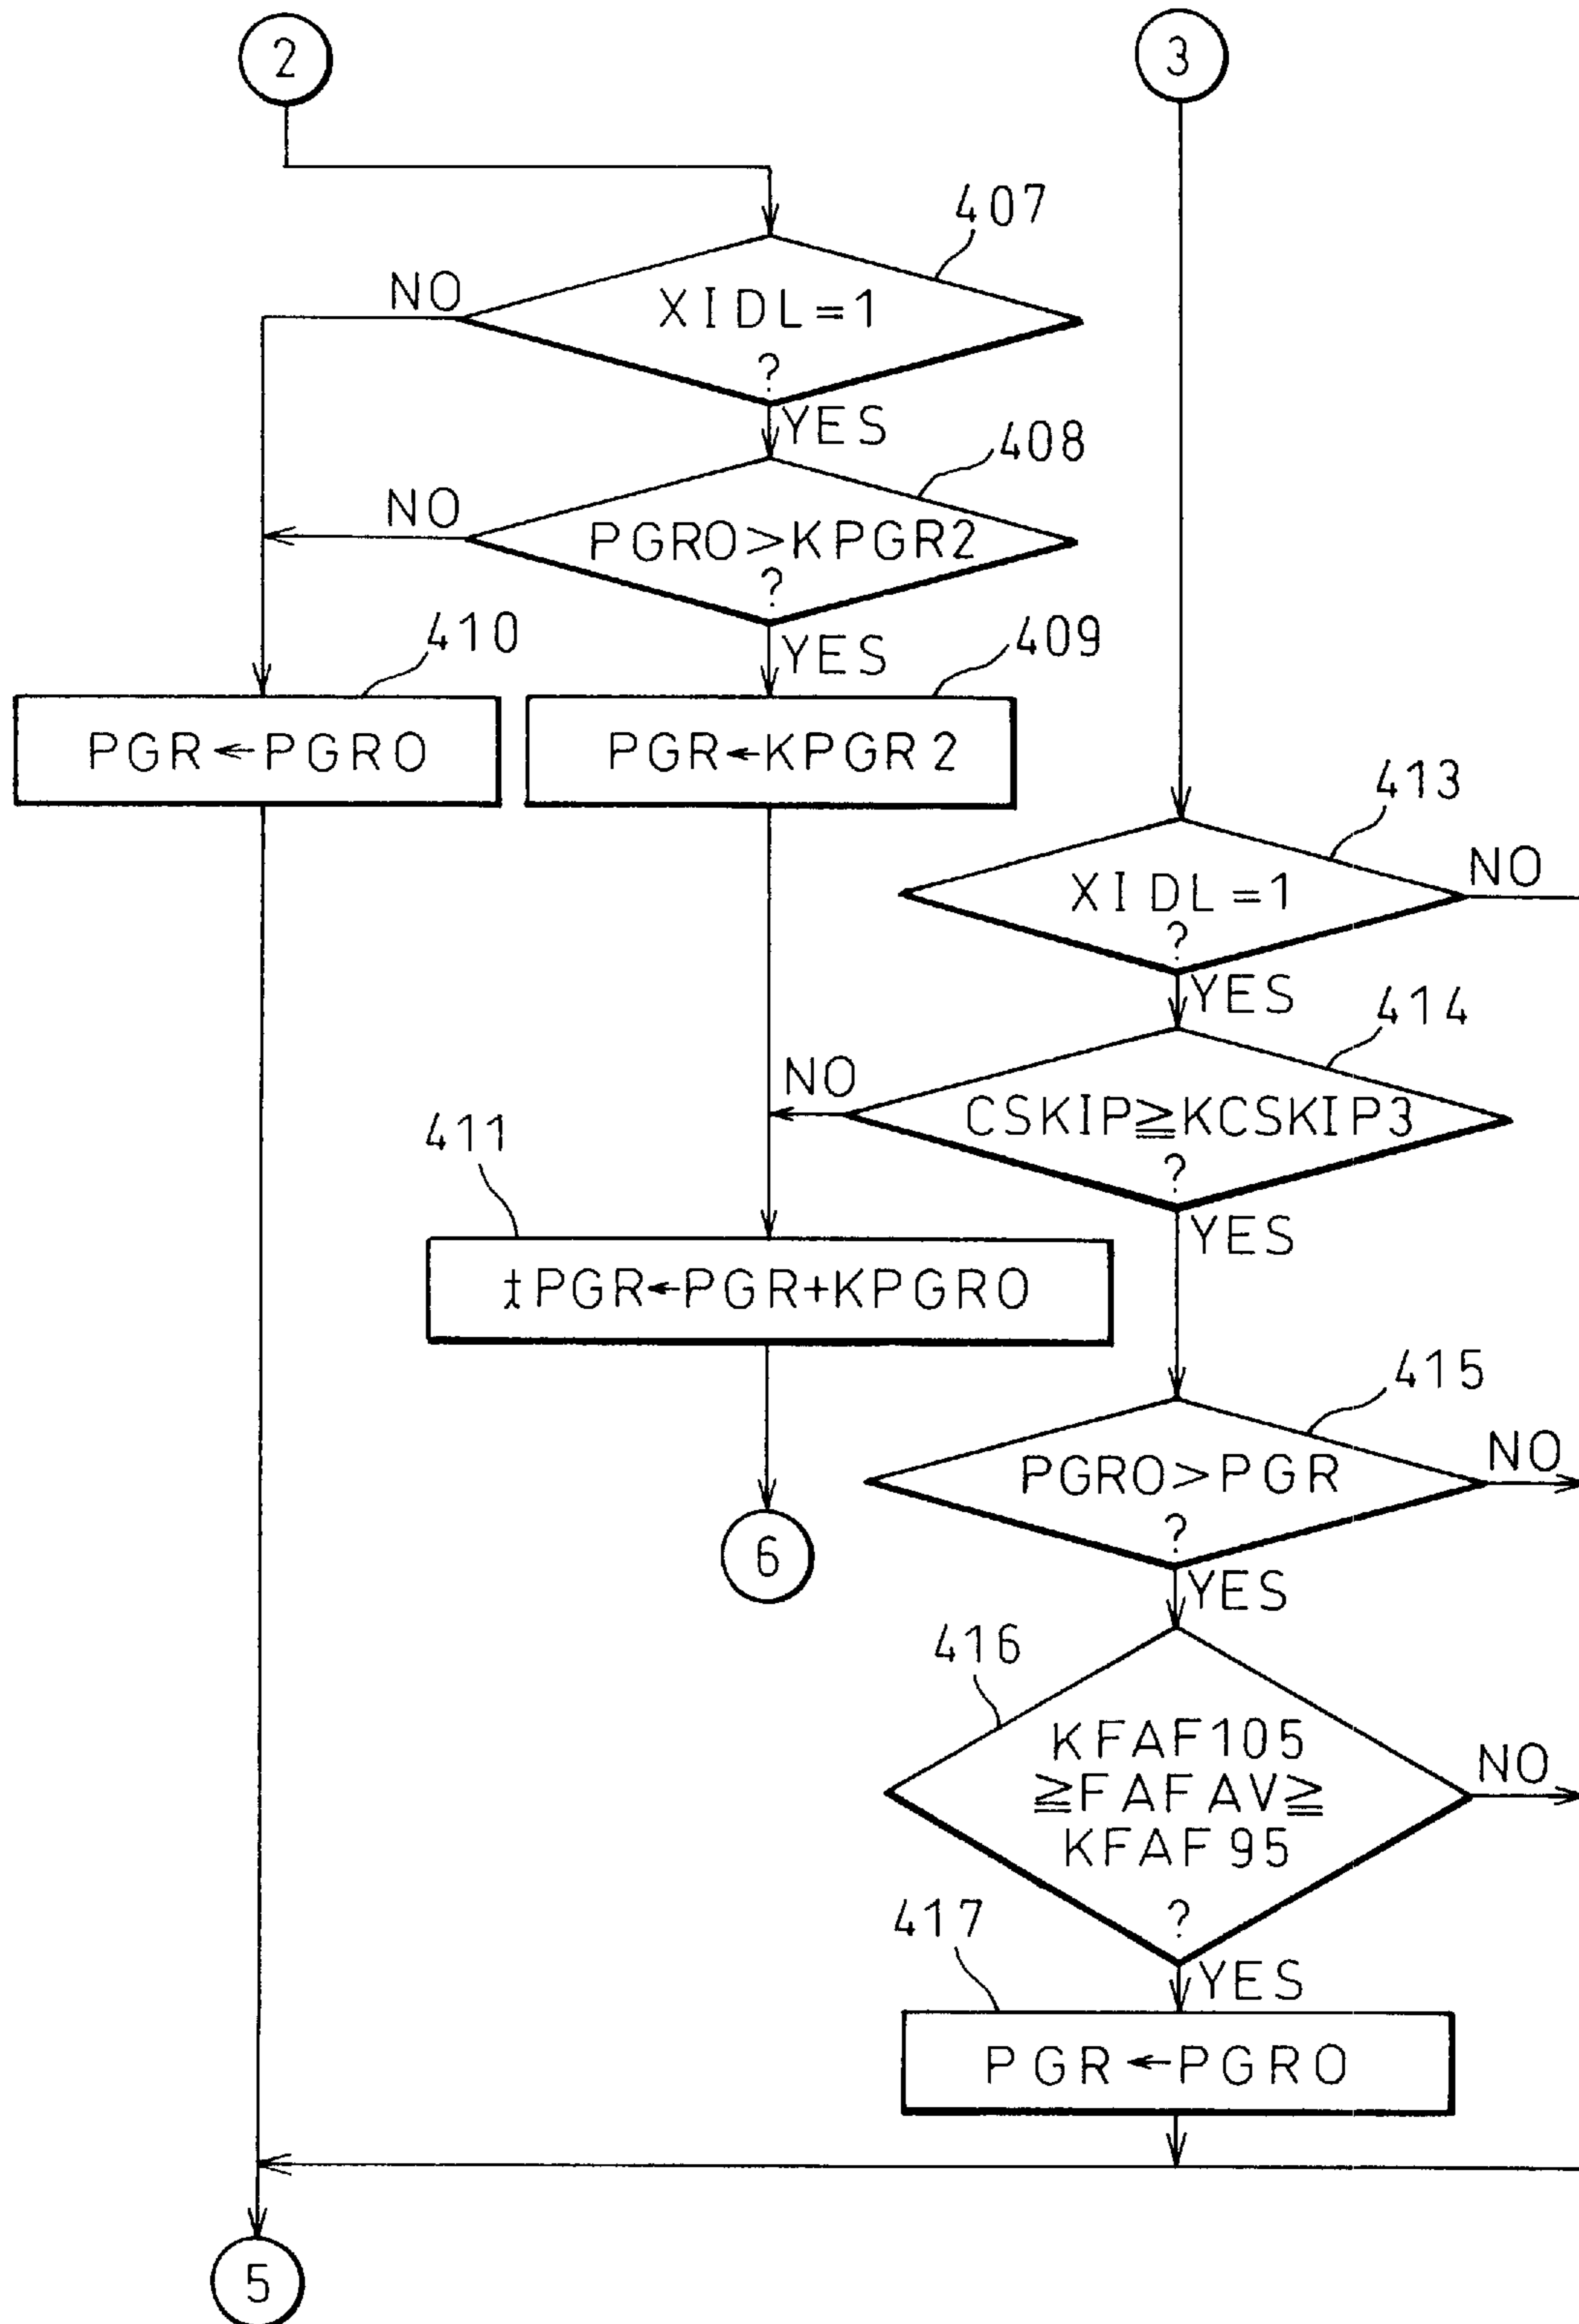 2
3
407
NO
XIDL=1
?
YES
408
NO
PGRO>KPGR2
?
YES
410
409
PGR←PGRO
PGR←KPGR2
413
XIDL=1
NO
?
YES
414
NO
CSKIP≧KCSKIP3
?
YES
411
tPGR←PGR+KPGRO
415
PGRO>PGR
NO
?
YES
6
416
KFAF105
≧FAFAV≧
KFAF95
NO
?
YES
417
PGR←PGRO
5